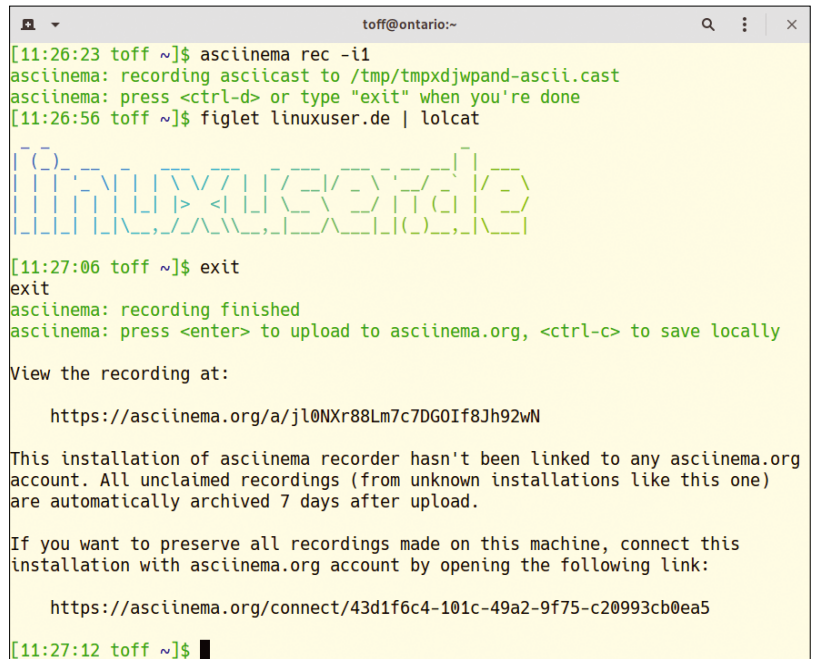 toff@ontario:~
[11:26:23 toff ~]$ asciinema rec -i1
asciinema: recording asciicast to /tmp/tmpxdjwpand-ascii.cast
asciinema: press <ctrl-d> or type "exit" when you're done
[11:26:56 toff ~]$ figlet linuxuser.de | lolcat
linuxuser.de
[11:27:06 toff ~]$ exit
exit
asciinema: recording finished
asciinema: press <enter> to upload to asciinema.org, <ctrl-c> to save locally
View the recording at:
https://asciinema.org/a/jl0NXr88Lm7c7DGOIf8Jh92wN
This installation of asciinema recorder hasn't been linked to any asciinema.org
account. All unclaimed recordings (from unknown installations like this one)
are automatically archived 7 days after upload.
If you want to preserve all recordings made on this machine, connect this
installation with asciinema.org account by opening the following link:
https://asciinema.org/connect/43d1f6c4-101c-49a2-9f75-c20993cb0ea5
[11:27:12 toff ~]$